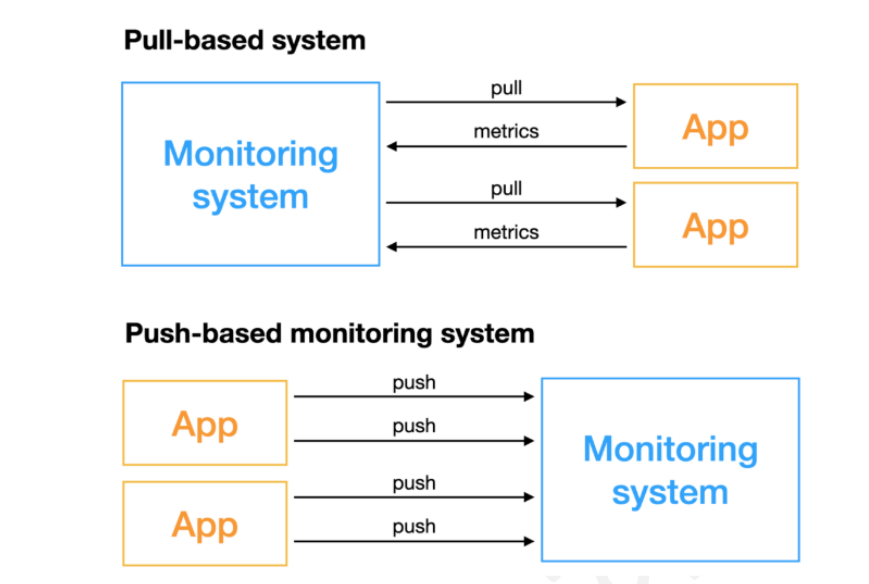 Pull-based system
Monitoring
system
pull
metrics
pull
metrics
App
App
Push-based monitoring system
App
App
push
push
push
push
Monitoring
system